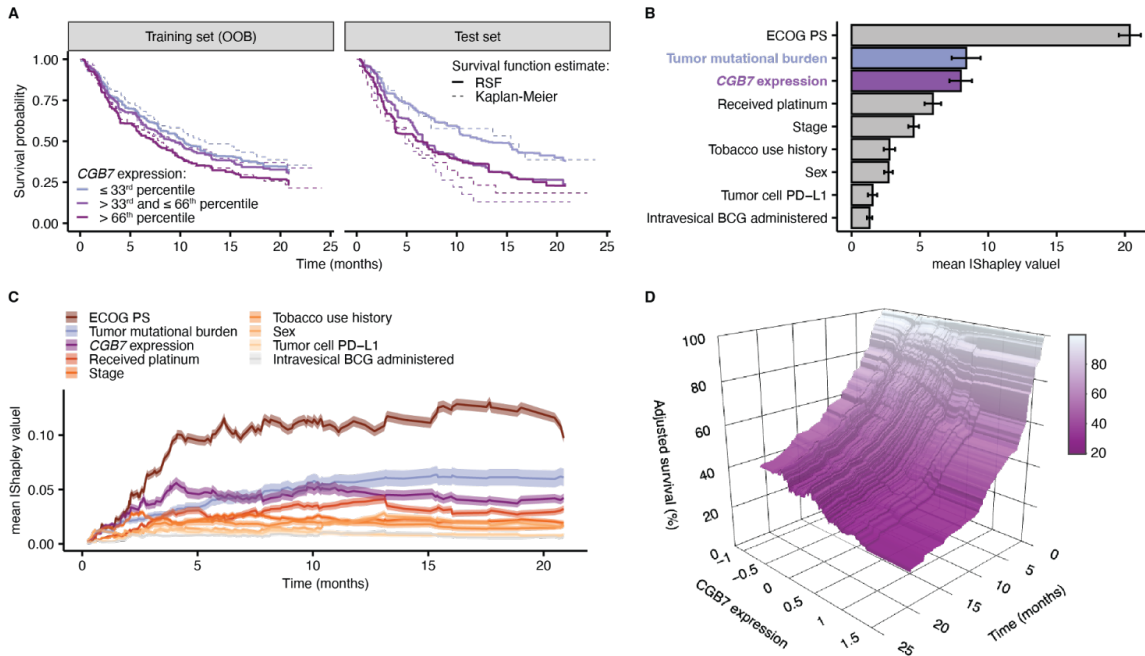 A
Training set (OOB)
Test set
1.00
0.75
0.50
0.25
0.00
Survival probability
Survival function estimate:
RSF
Kaplan-Meier
CGB7 expression:
≤ 33rd percentile
> 33rd and ≤ 66th percentile
> 66th percentile
0 5 10 15 20 25 0 5 10 15 20 25
Time (months)
B
ECOG PS
Tumor mutational burden
CGB7 expression
Received platinum
Stage
Tobacco use history
Sex
Tumor cell PD-L1
Intravesical BCG administered
0 5 10 15 20
mean |Shapley value|
C
ECOG PS
Tumor mutational burden
CGB7 expression
Received platinum
Stage
Tobacco use history
Sex
Tumor cell PD−L1
Intravesical BCG administered
0.10
0.05
0.00
mean |Shapley value|
0 5 10 15 20
Time (months)
D
100
80
60
40
20
0
Adjusted survival (%)
-1
−0.5
0
0.5
1
1.5
CGB7 expression
0
5
10
15
20
25
Time (months)
80
60
40
20